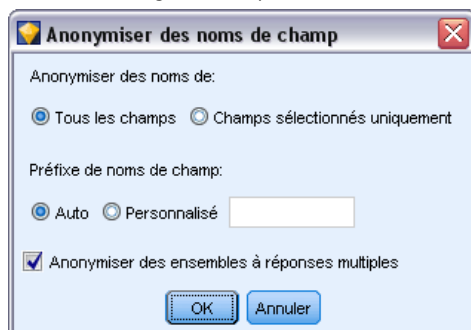 Anonymiser des noms de champ
Anonymiser des noms de:
Tous les champs Champs sélectionnés uniquement
Préfixe de noms de champ:
Auto Personnalisé
Anonymiser des ensembles à réponses multiples
OK Annuler